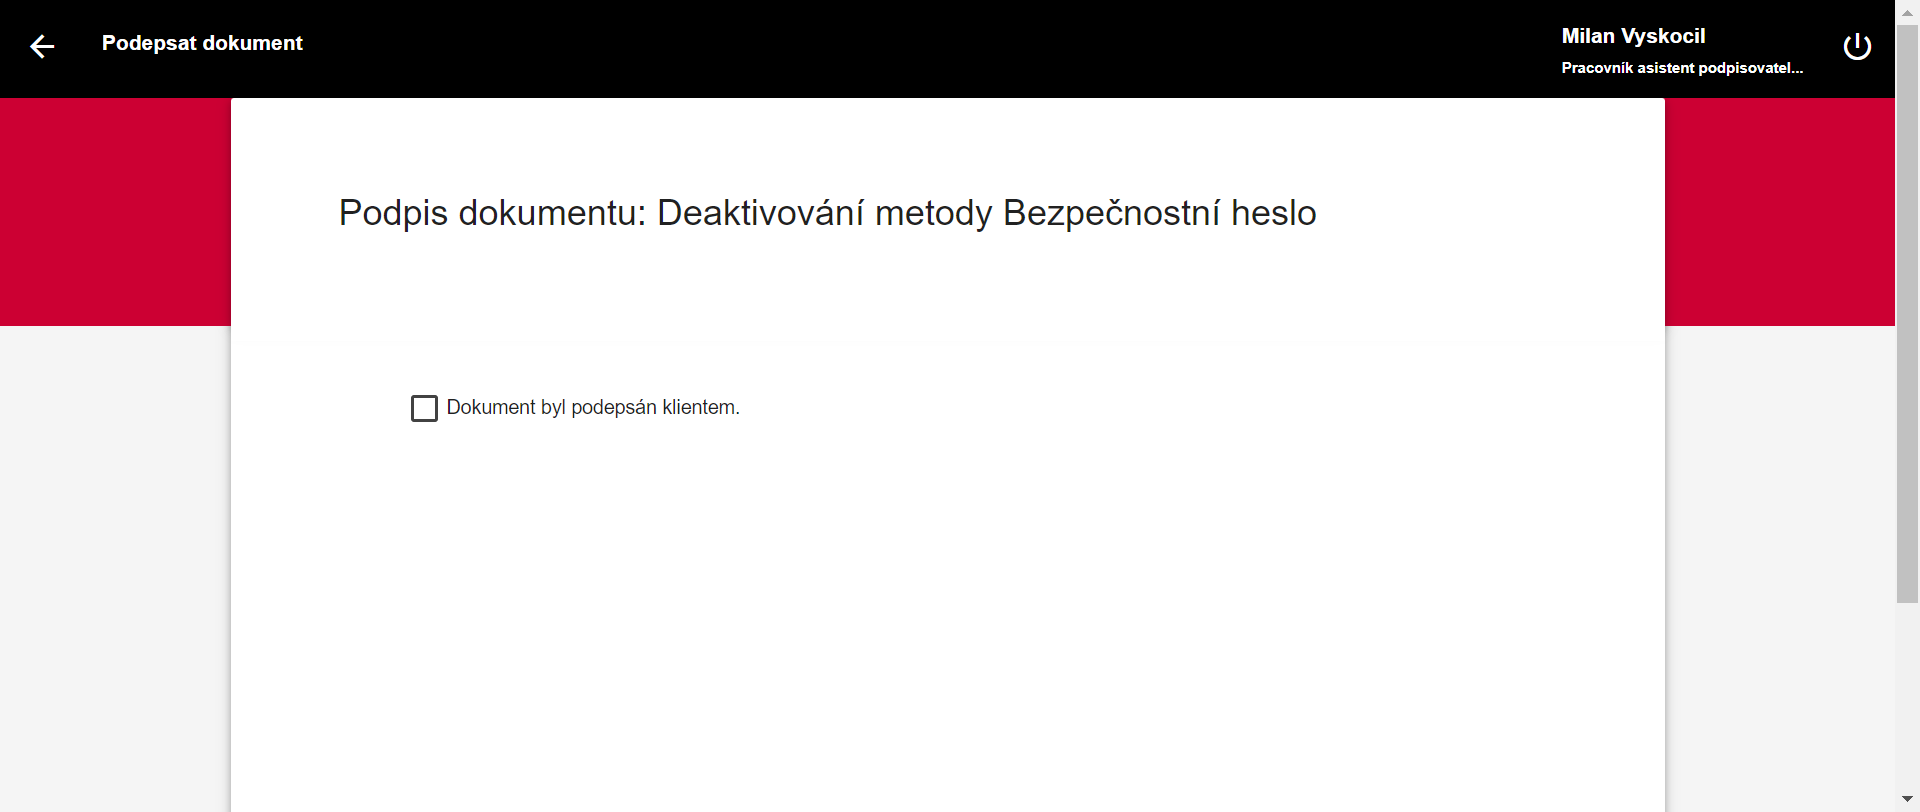 Podepsat dokument
Milan Vyskocil
Pracovník asistent podpisovatel...
Podpis dokumentu: Deaktivování metody Bezpečnostní heslo
Dokument byl podepsán klientem.